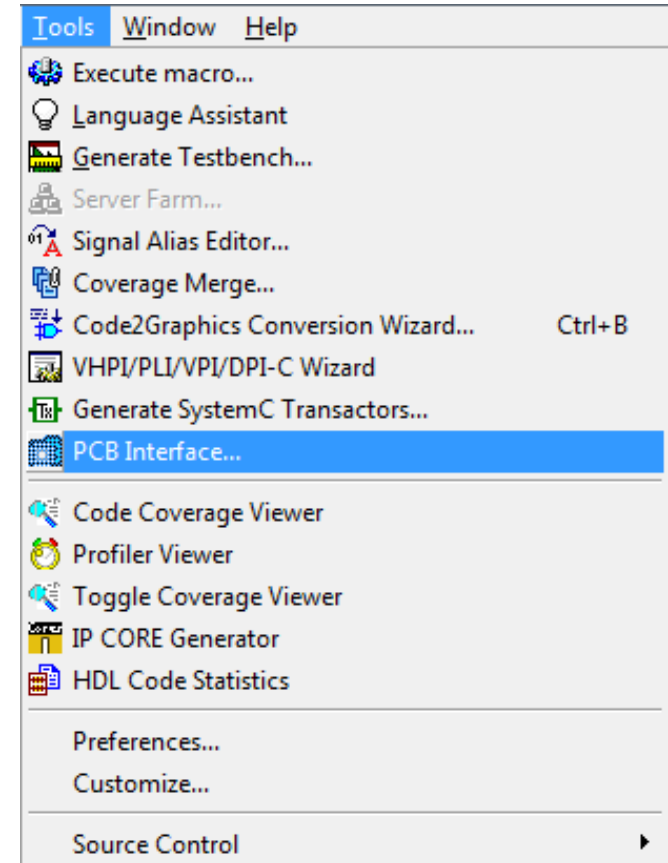 Tools Window Help
Execute macro...
Language Assistant
Generate Testbench...
Server Farm...
Signal Alias Editor...
Coverage Merge...
Code2Graphics Conversion Wizard... Ctrl+B
VHPI/PLI/VPI/DPI-C Wizard
Generate SystemC Transactors...
PCB Interface...
Code Coverage Viewer
Profiler Viewer
Toggle Coverage Viewer
IP CORE Generator
HDL Code Statistics
Preferences...
Customize...
Source Control